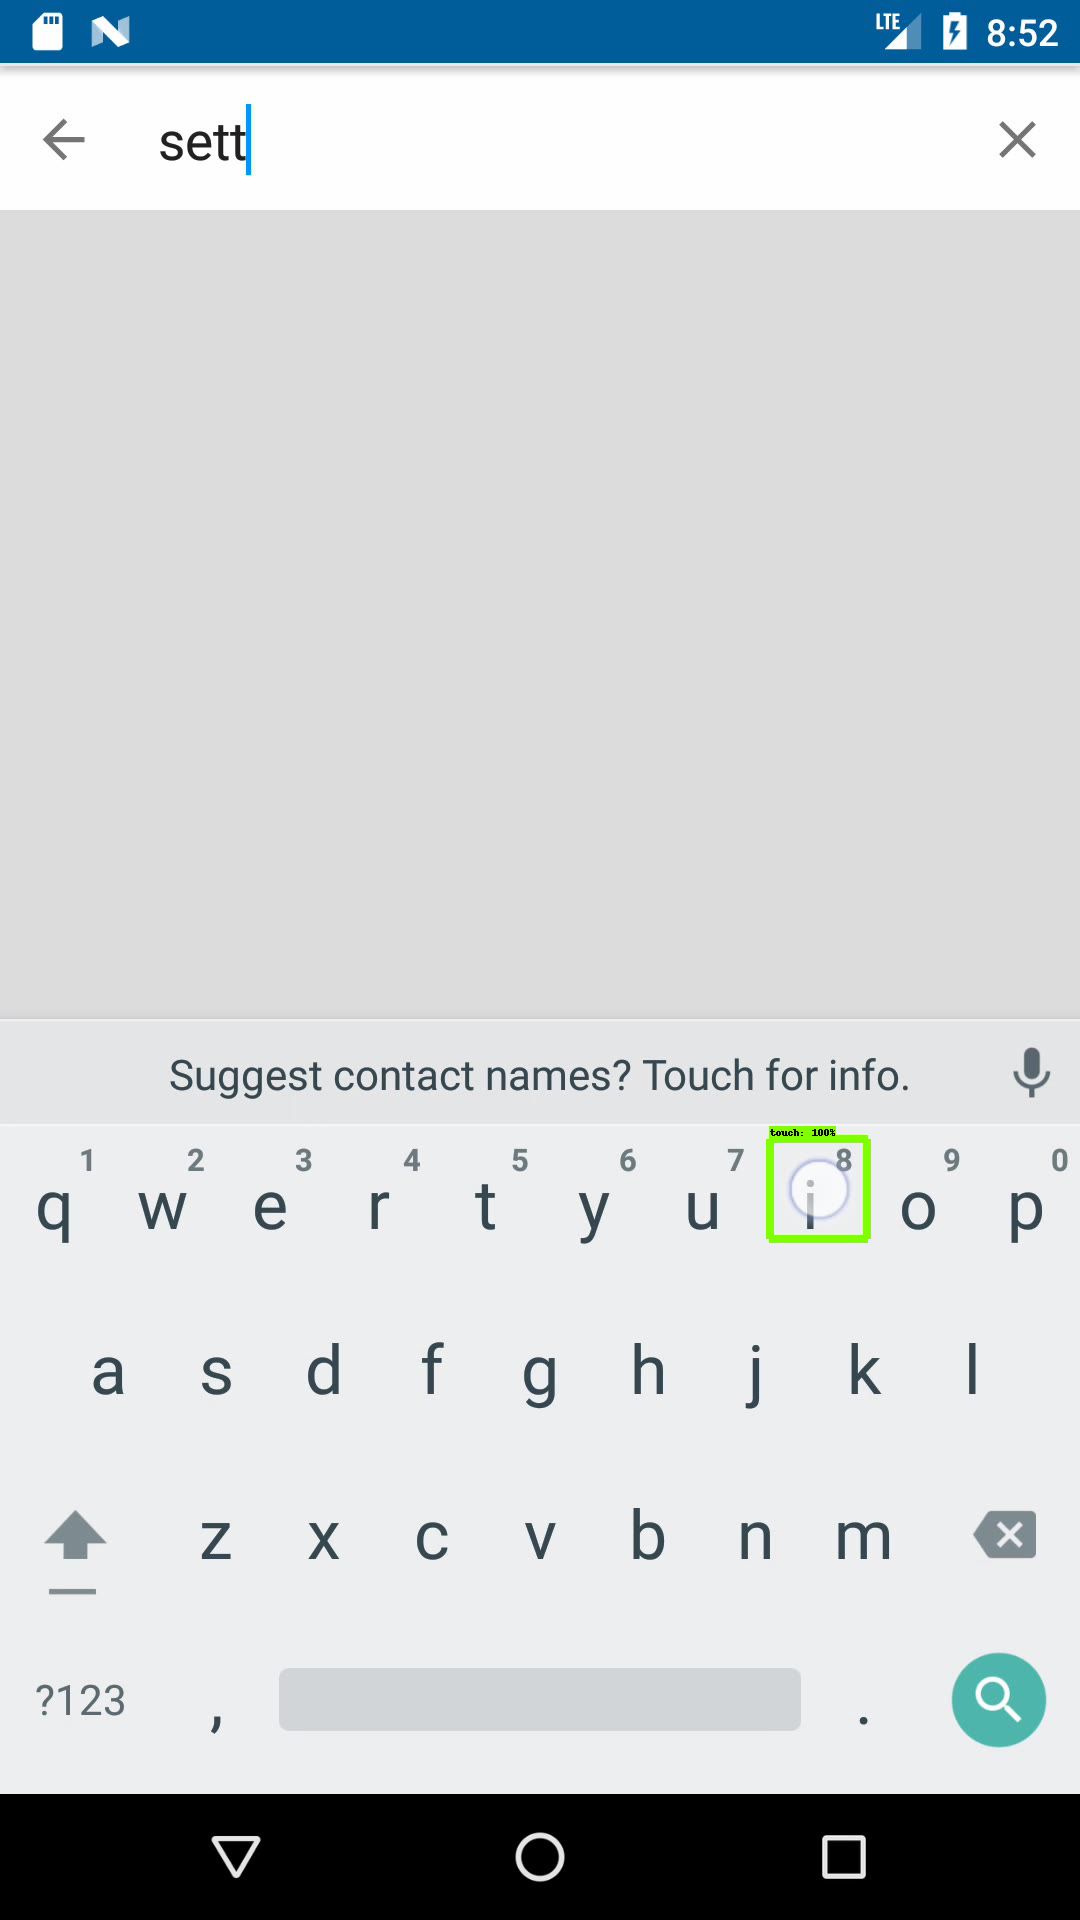 LTE 8:52
sett
Suggest contact names? Touch for info.
touch: 100%
1 2 3 4 5 6 7 8 9 0
q w e r t y u i o p
a s d f g h j k l
z x c v b n m
?123 , .